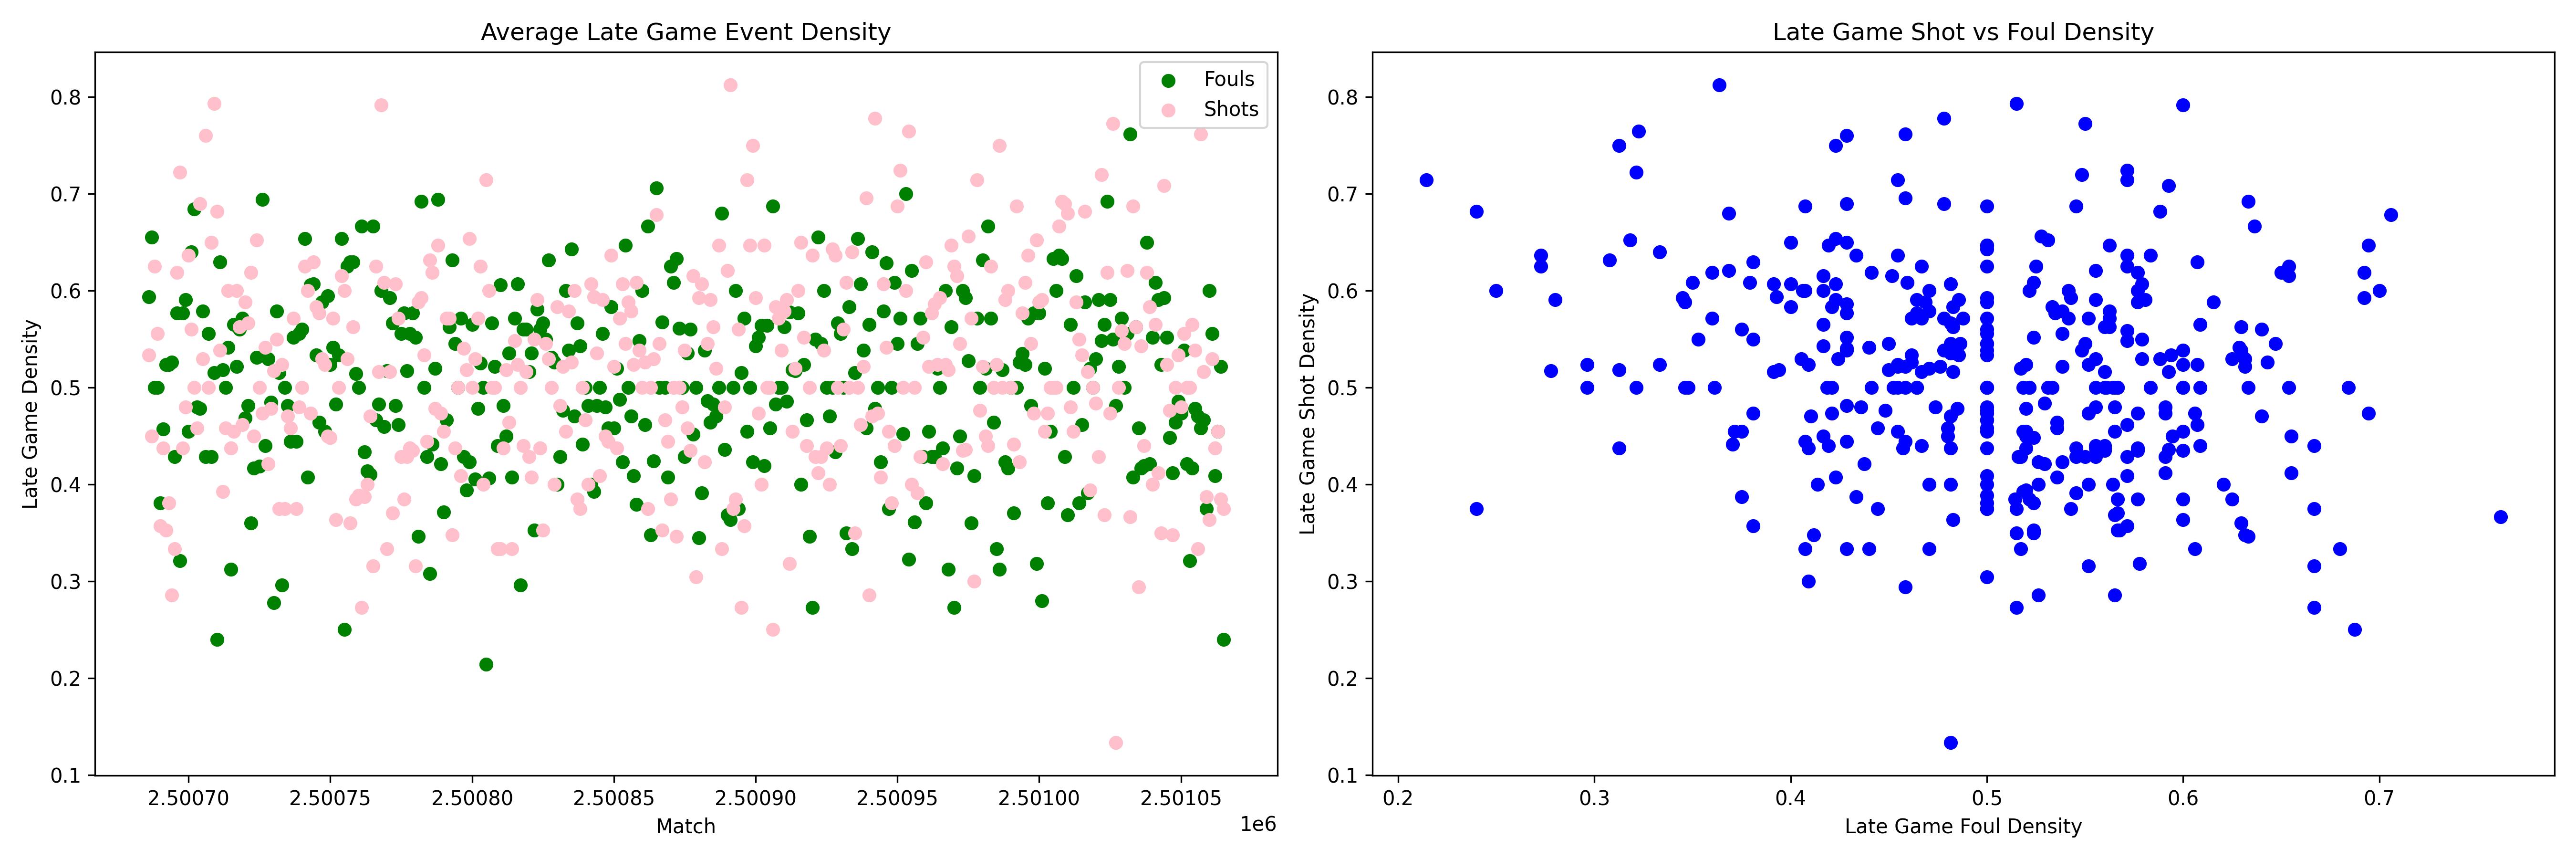 Average Late Game Event Density
Late Game Density
0.8
0.7
0.6
0.5
0.4
0.3
0.2
0.1
Fouls
Shots
2.50070 2.50075 2.50080 2.50085 2.50090 2.50095 2.50100 2.50105
1e6
Match
Late Game Shot vs Foul Density
Late Game Shot Density
0.8
0.7
0.6
0.5
0.4
0.3
0.2
0.1
0.2 0.3 0.4 0.5 0.6 0.7
Late Game Foul Density